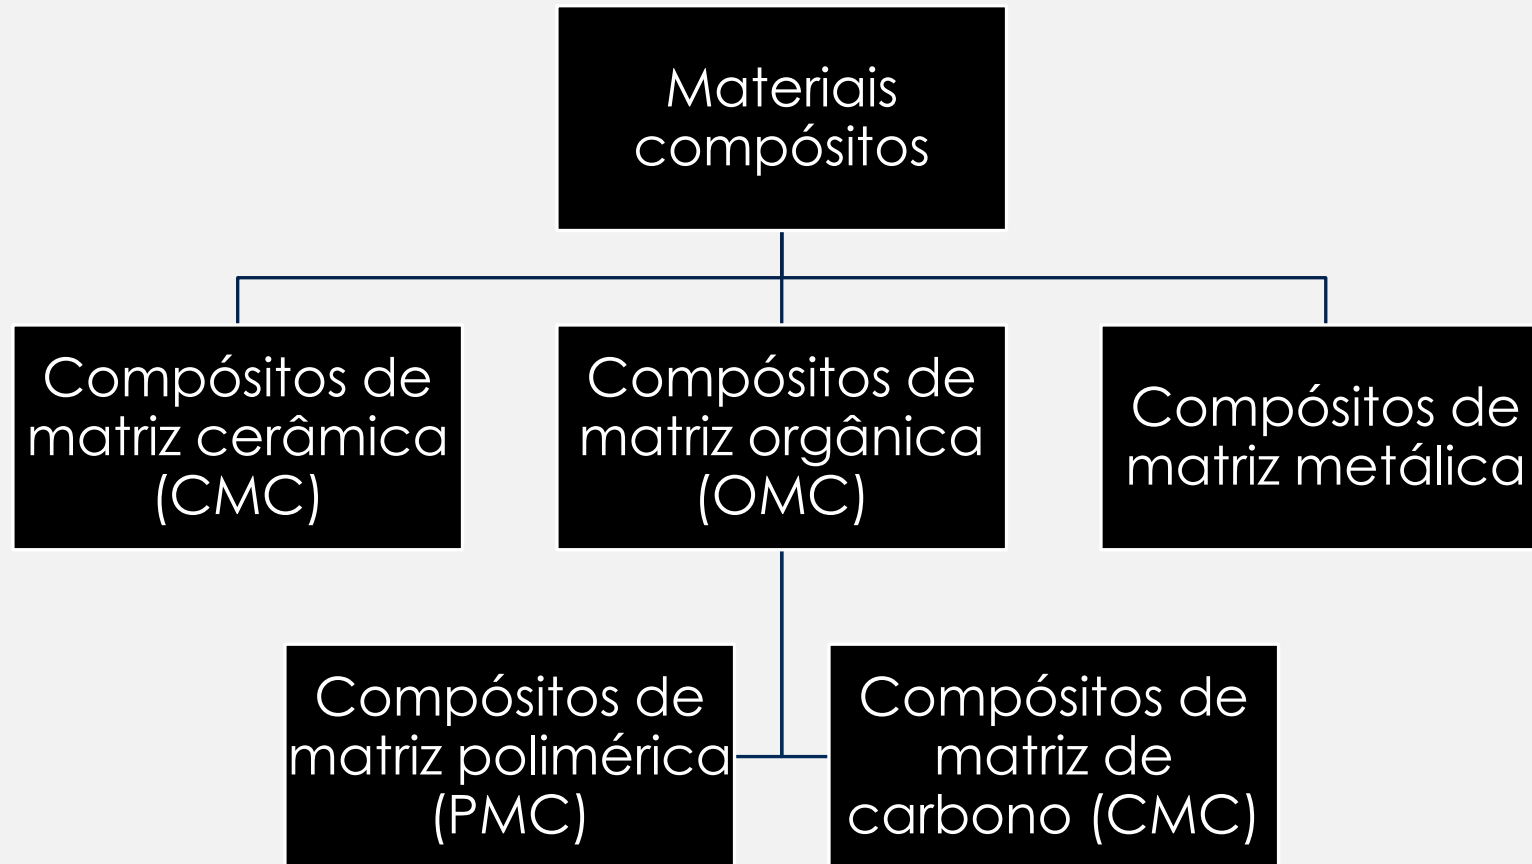 Materiais
compósitos
Compósitos de
matriz cerâmica
(CMC)
Compósitos de
matriz orgânica
(OMC)
Compósitos de
matriz metálica
Compósitos de
matriz polimérica
(PMC)
Compósitos de
matriz de
carbono (CMC)